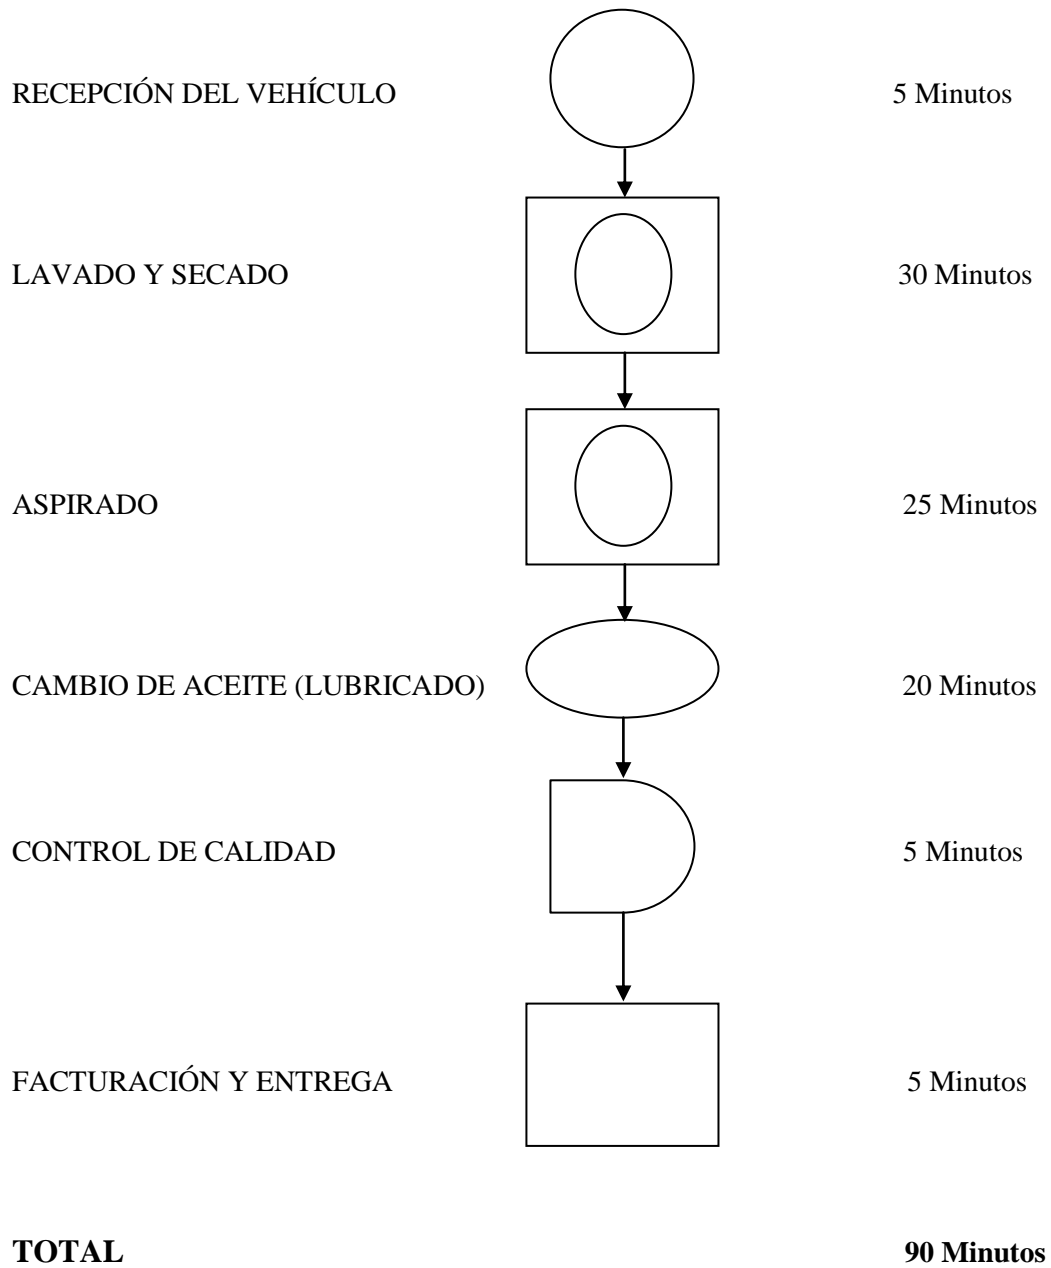 RECEPCIÓN DEL VEHÍCULO 5 Minutos
LAVADO Y SECADO 30 Minutos
ASPIRADO 25 Minutos
CAMBIO DE ACEITE (LUBRICADO) 20 Minutos
CONTROL DE CALIDAD 5 Minutos
FACTURACIÓN Y ENTREGA 5 Minutos
TOTAL 90 Minutos